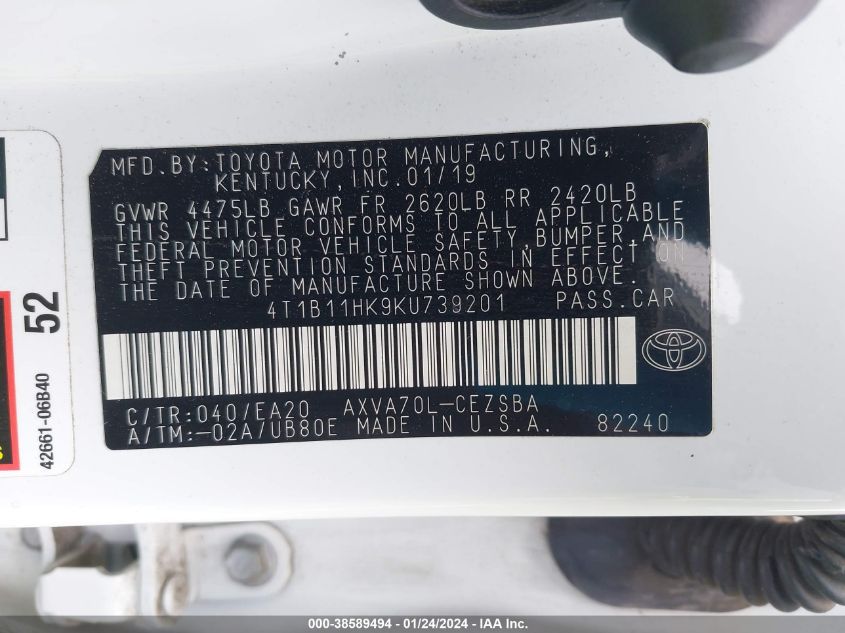 MFD. BY: TOYOTA MOTOR MANUFACTURING,
KENTUCKY, INC. 01/19
GVWR 4475LB GAWR FR 2620LB RR 2420LB
THIS VEHICLE CONFORMS TO ALL APPLICABLE
FEDERAL MOTOR VEHICLE SAFETY, BUMPER, AND
THEFT PREVENTION STANDARDS IN EFFECT ON
THE DATE OF MANUFACTURE SHOWN ABOVE.
4T1B11HK9KU739201 PASS. CAR
C/TR: 040/EA20 AXVA70L-CEZSBA
A/TM: -02A/UB80E MADE IN U.S.A. 82240
52
42661-06B40
000-38589494 - 01/24/2024 - IAA Inc.